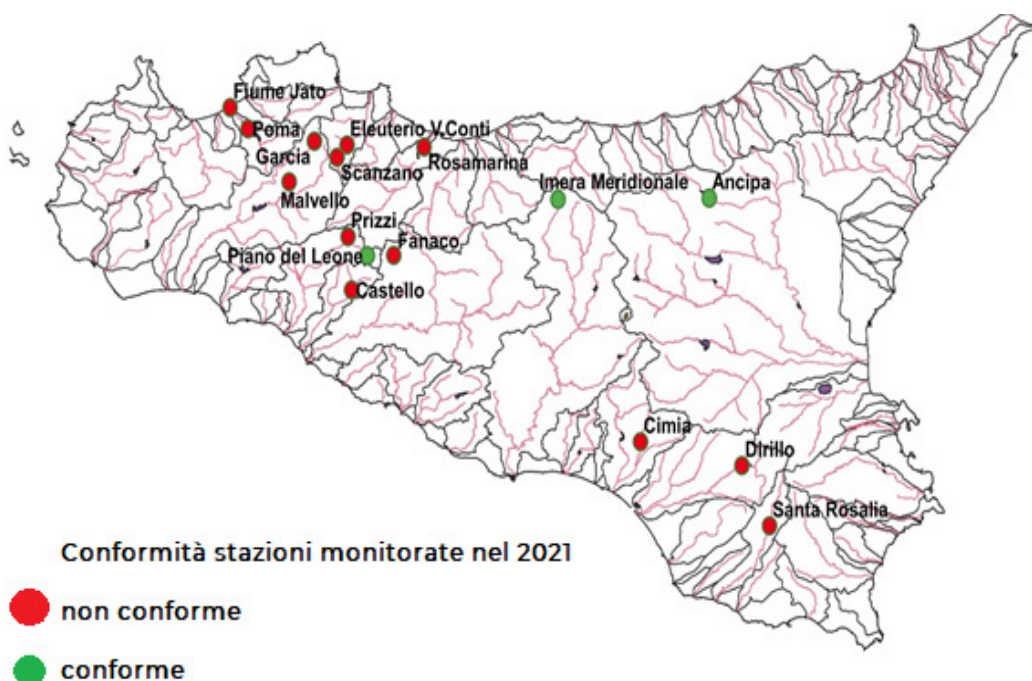 Fiume Jato
Poma
Eleuterio V.Conti
Garcia
Rosamarina
Scanzano
Imera Meridionale
Ancipa
Malvello
Prizzi
Fanaco
Piano del Leone
Castello
Cimia
Dirillo
Santa Rosalia
Conformità stazioni monitorate nel 2021
non conforme
conforme